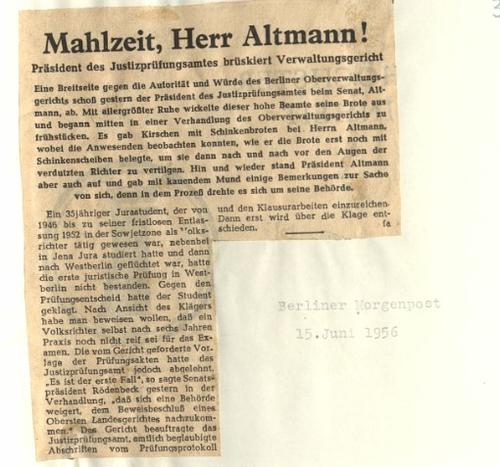 Mahlzeit, Herr Altmann!
Präsident des Justizprüfungsamtes brüskiert Verwaltungsgericht
Eine Breitseite gegen die Autorität und Würde des Berliner Oberverwaltungs-
gerichts schoß gestern der Präsident des Justizprüfungsamtes beim Senat, Alt-
mann, ab. Mit allergrößter Ruhe wickelte dieser hohe Beamte seine Brote aus
und begann mitten in einer Verhandlung des Oberverwaltungsgerichts zu
frühstücken. Es gab Kirschen mit Schinkenbroten bei Herrn Altmann,
wobei die Anwesenden beobachten konnten, wie er die Brote erst noch mit
Schinkenscheiben belegte, um sie dann nach und nach vor den Augen der
verdutzten Richter zu vertilgen. Hin und wieder stand Präsident Altmann
aber auch auf und gab mit kauendem Mund einige Bemerkungen zur Sache
von sich, denn in dem Prozeß drehte es sich um seine Behörde.
Ein 35jähriger Jurastudent, der von
1946 bis zu seiner fristlosen Entlas-
sung 1952 in der Sowjetzone als Volks-
richter tätig gewesen war, nebenbei
in Jena Jura studiert hatte und dann
nach Westberlin geflüchtet war, hatte
die erste juristische Prüfung in West-
berlin nicht bestanden. Gegen den
Prüfungsentscheid hatte der Student
geklagt. Nach Ansicht des Klägers
habe man beweisen wollen, daß ein
Volksrichter selbst nach sechs Jahren
Praxis noch nicht reif sei für das Ex-
amen. Die vom Gericht geforderte Vor-
lage der Prüfungsakten hatte das
Justizprüfungsamt jedoch abgelehnt.
„Es ist der erste Fall", so sagte Senats-
präsident Rödenbeck gestern in der
Verhandlung, „daß sich eine Behörde
weigert, dem Beweisbeschluß eines
Obersten Landesgerichtes nachzukom-
men." Das Gericht beauftragte das
Justizprüfungsamt, amtlich beglaubigte
Abschriften vom Prüfungsprotokoll
und den Klausurarbeiten einzureichen.
Dann erst wird über die Klage ent-
schieden. fa
Berliner Morgenpost
15.Juni 1956